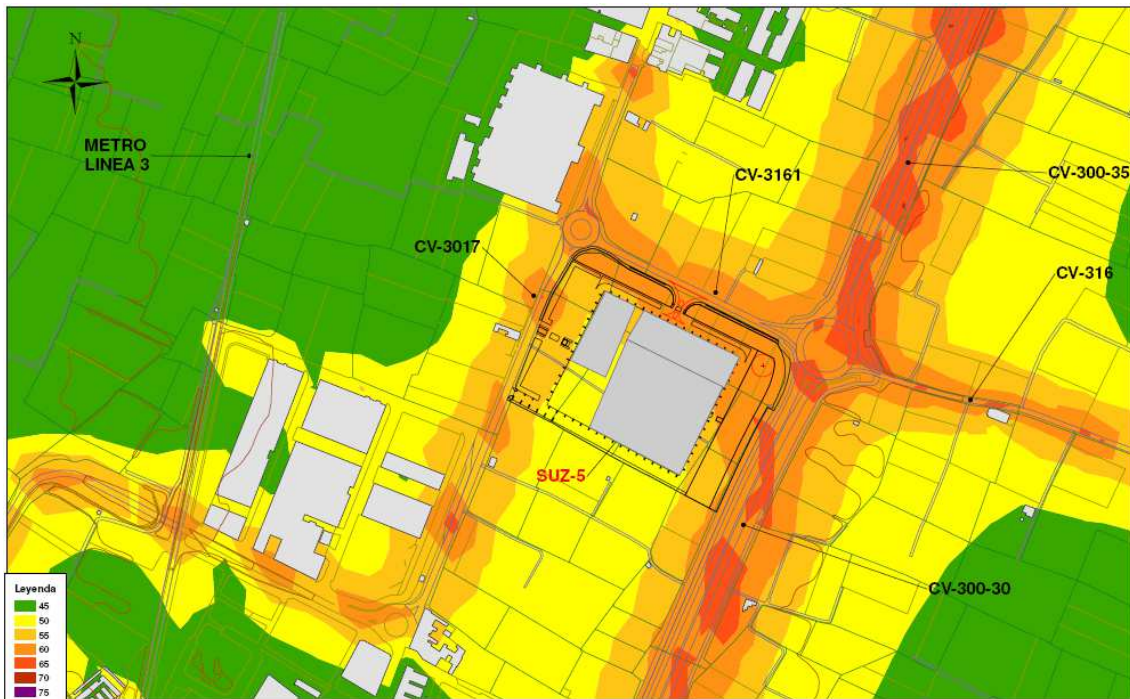 N
METRO
LINEA 3
CV-3161
CV-300-35
CV-3017
CV-316
SUZ-5
CV-300-30
Leyenda
45
50
55
60
65
70
75